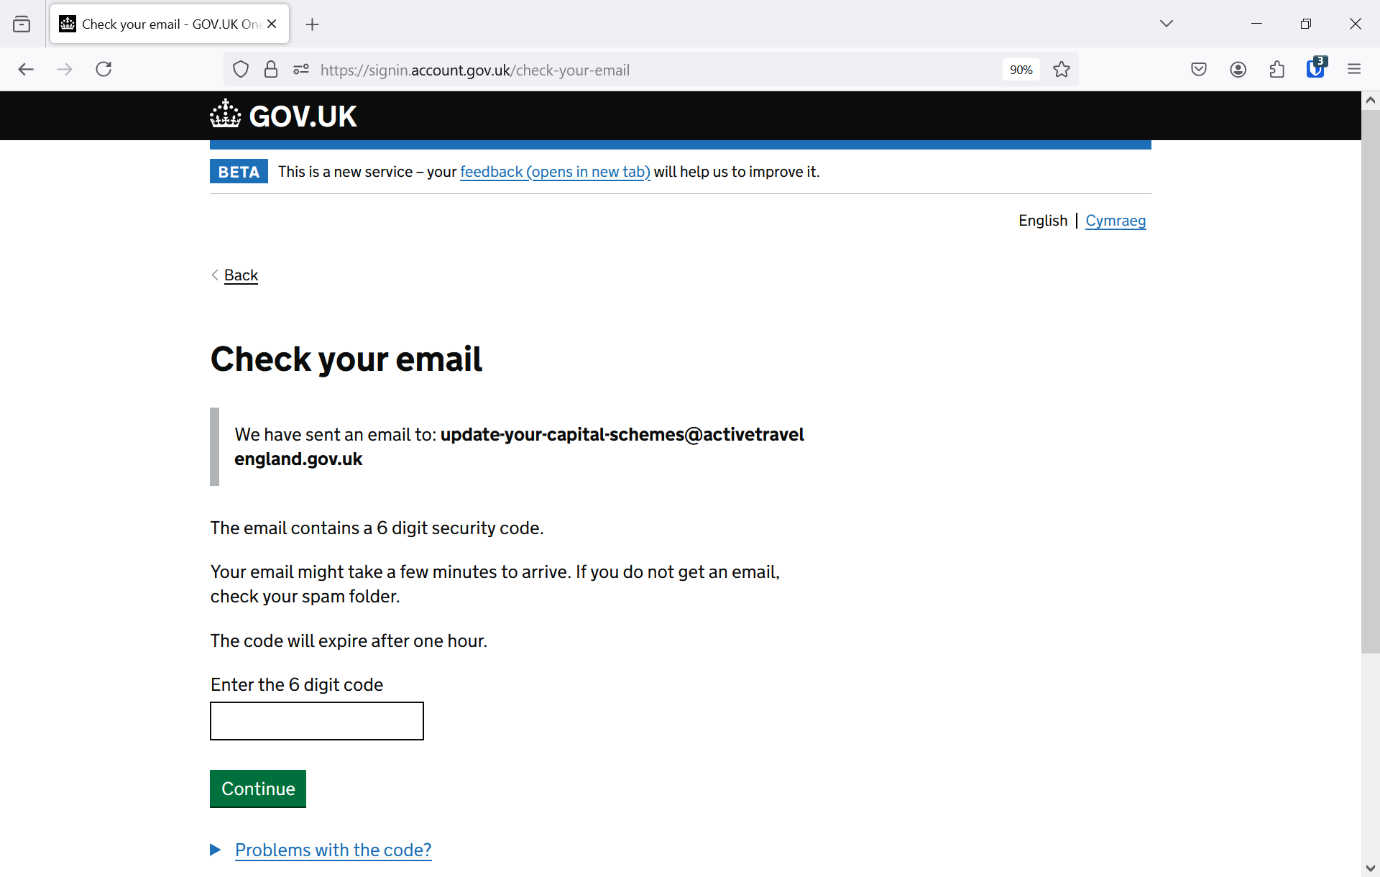 Check your email - GOV.UK One
https://signin.account.gov.uk/check-your-email
90%
3
GOV.UK
BETA This is a new service – your feedback (opens in new tab) will help us to improve it.
English | Cymraeg
Back
Check your email
We have sent an email to: update-your-capital-schemes@activetravel
england.gov.uk
The email contains a 6 digit security code.
Your email might take a few minutes to arrive. If you do not get an email,
check your spam folder.
The code will expire after one hour.
Enter the 6 digit code
Continue
Problems with the code?